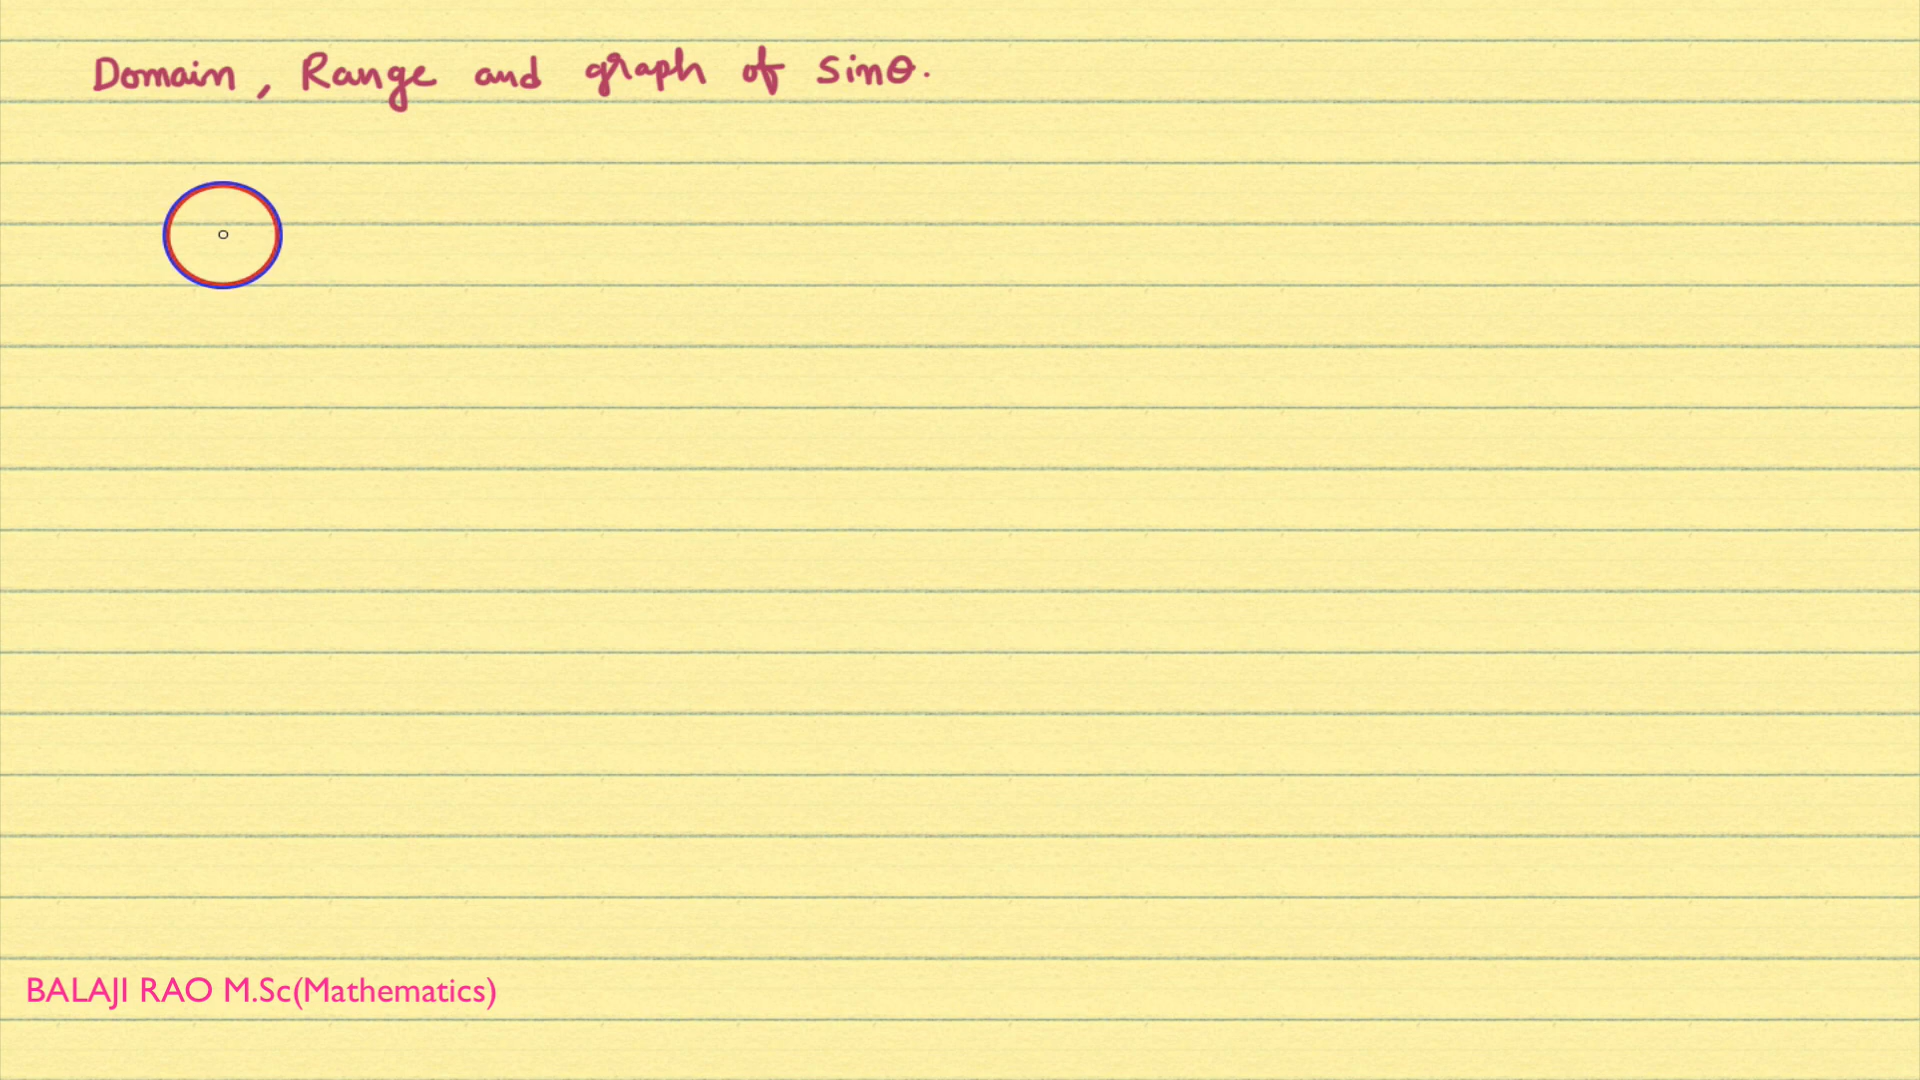 Domain, Range and graph of sinθ.
BALAJI RAO M.Sc(Mathematics)